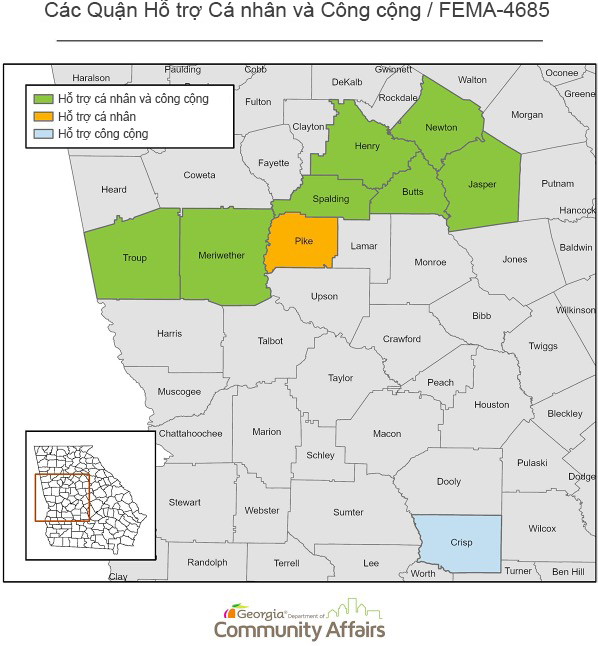 Các Quận Hỗ trợ Cá nhân và Công cộng / FEMA-4685
Hỗ trợ cá nhân và công cộng
Hỗ trợ cá nhân
Hỗ trợ công cộng
Haralson
Paulding
Cobb
Gwinnett
DeKalb
Walton
Oconee
Greene
Fulton
Rockdale
Morgan
Clayton
Newton
Henry
Fayette
Coweta
Heard
Spalding
Butts
Jasper
Putnam
Hancock
Troup
Meriwether
Pike
Lamar
Monroe
Jones
Baldwin
Upson
Bibb
Wilkinson
Harris
Talbot
Crawford
Twiggs
Taylor
Peach
Muscogee
Houston
Bleckley
Chattahoochee
Marion
Macon
Schley
Pulaski
Dodge
Dooly
Stewart
Webster
Sumter
Wilcox
Crisp
Clay
Randolph
Terrell
Lee
Worth
Turner
Ben Hill
Georgia® Department of
Community Affairs